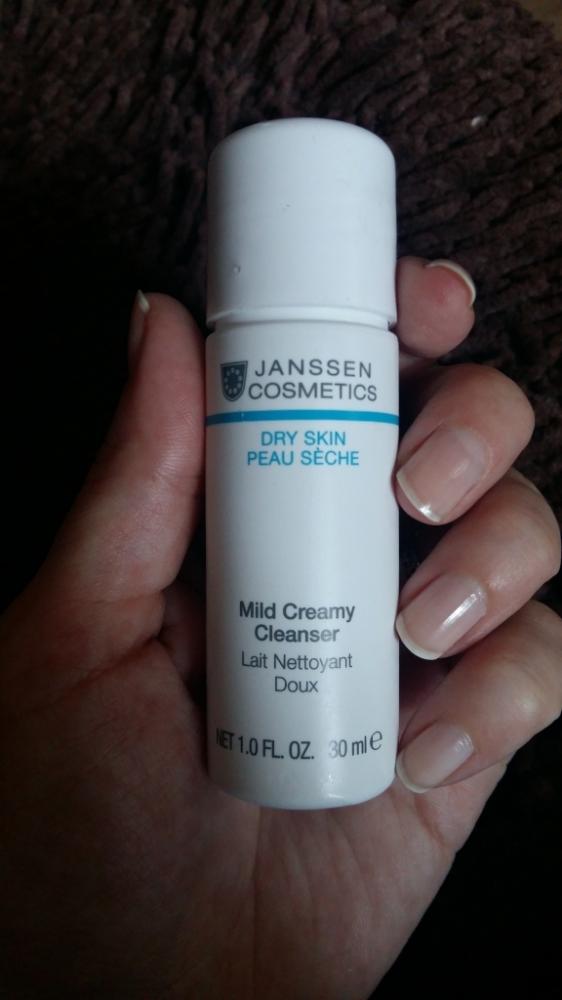 JANSSEN
COSMETICS
DRY SKIN
PEAU SÈCHE
Mild Creamy
Cleanser
Lait Nettoyant
Doux
NET 1.0 FL. OZ. 30 ml e